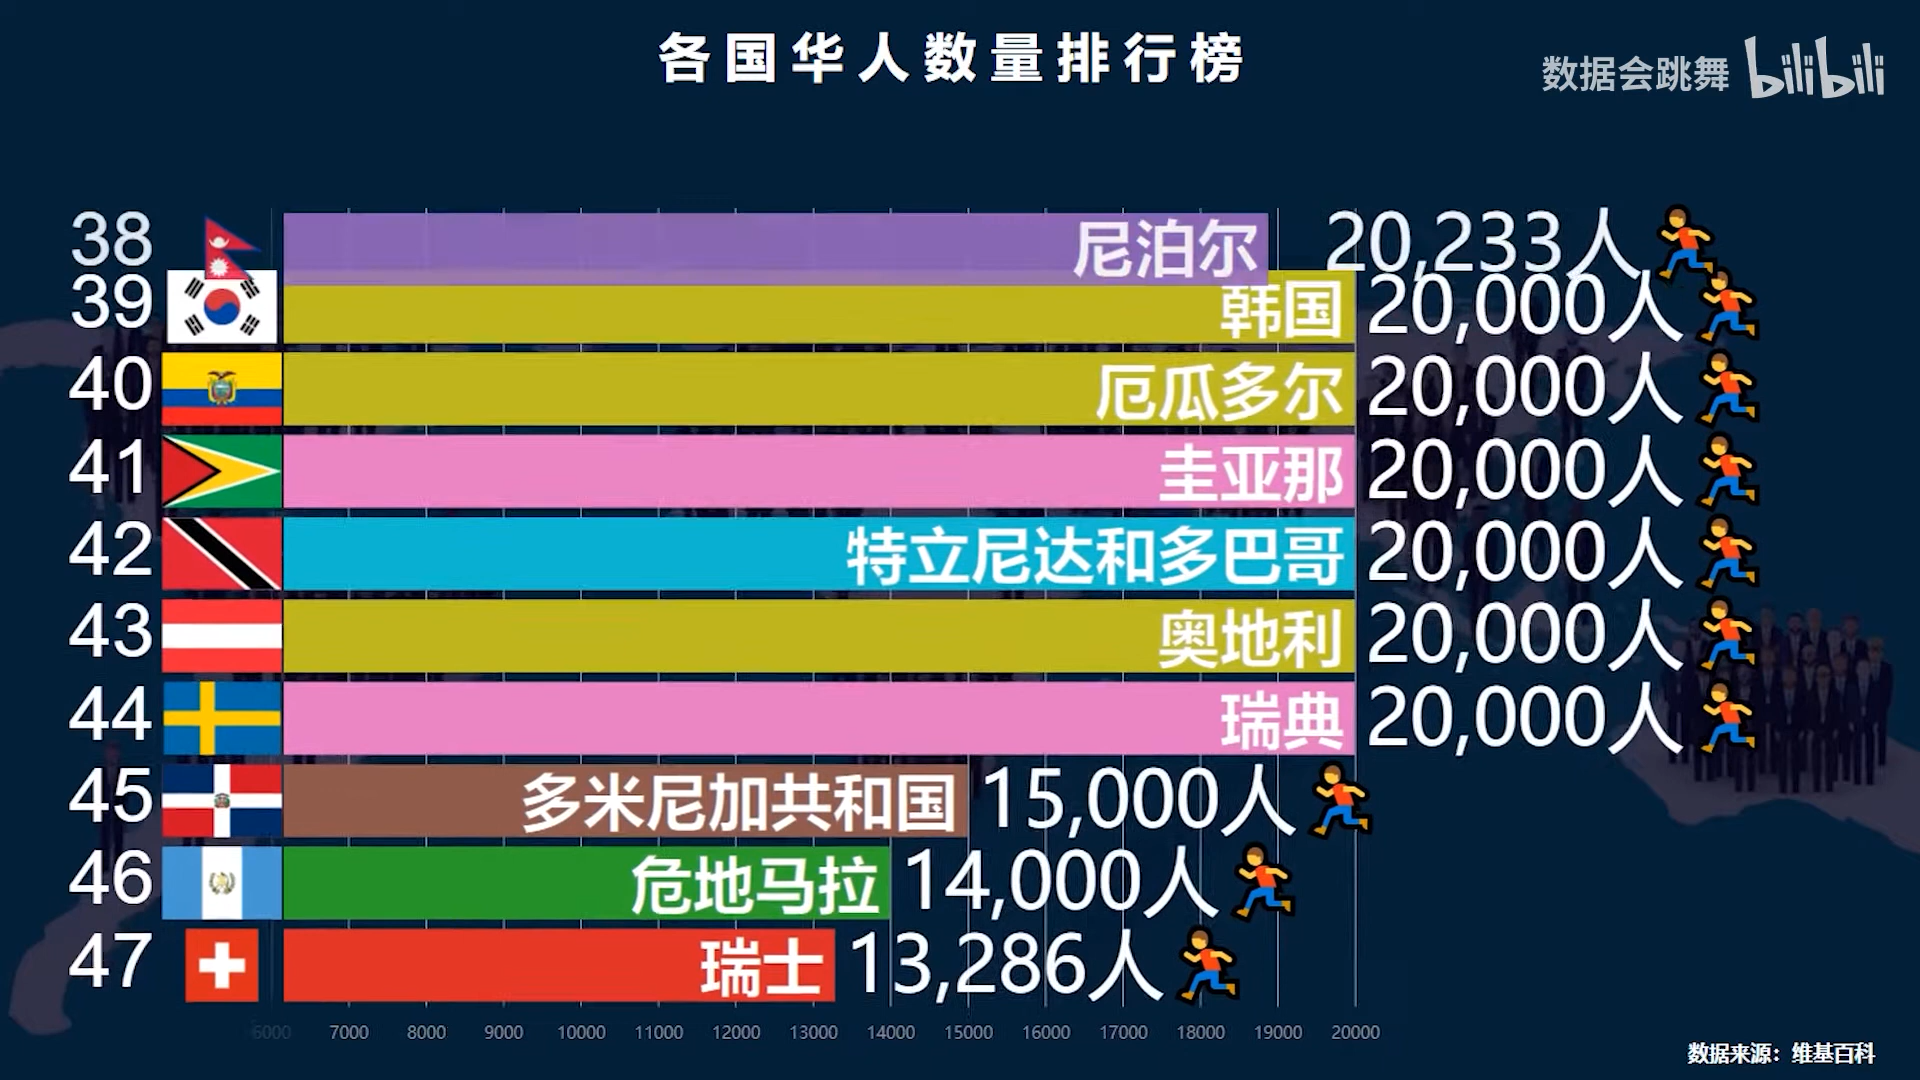 各国华人数量排行榜
数据会跳舞 bilibili
38 尼泊尔 20,233人
39 韩国 20,000人
40 厄瓜多尔 20,000人
41 圭亚那 20,000人
42 特立尼达和多巴哥 20,000人
43 奥地利 20,000人
44 瑞典 20,000人
45 多米尼加共和国 15,000人
46 危地马拉 14,000人
47 瑞士 13,286人
6000 7000 8000 9000 10000 11000 12000 13000 14000 15000 16000 17000 18000 19000 20000
数据来源：维基百科